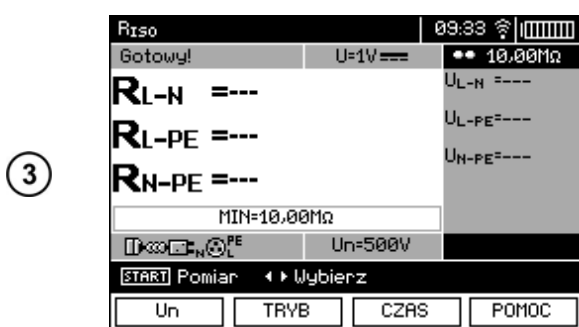 RISO 09:33
Gotowy! U=1V ●● 10,00MΩ
RL-N =--- UL-N =---
RL-PE =--- UL-PE=---
RN-PE =--- UN-PE=---
3
MIN=10,00MΩ
N PE L Un=500V
START Pomiar Wybierz
Un TRYB CZAS POMOC